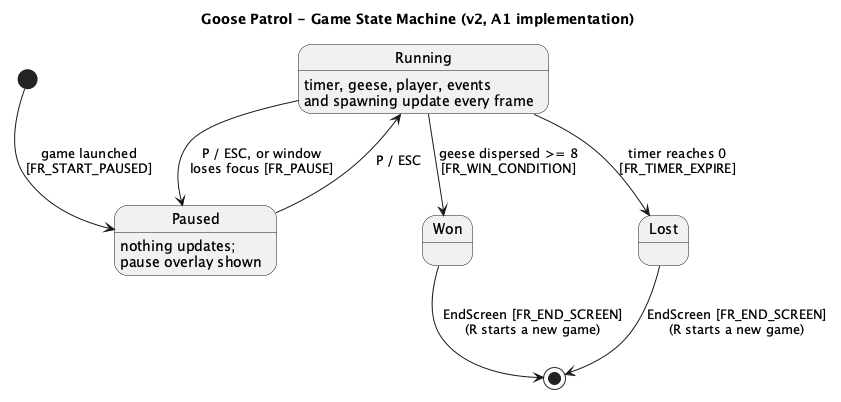 Goose Patrol - Game State Machine (v2, A1 implementation)
Running
timer, geese, player, events
and spawning update every frame
game launched
[FR_START_PAUSED]
P / ESC, or window
loses focus [FR_PAUSE]
P / ESC
geese dispersed >= 8
[FR_WIN_CONDITION]
timer reaches 0
[FR_TIMER_EXPIRE]
Paused
nothing updates;
pause overlay shown
Won
Lost
EndScreen [FR_END_SCREEN]
(R starts a new game)
EndScreen [FR_END_SCREEN]
(R starts a new game)